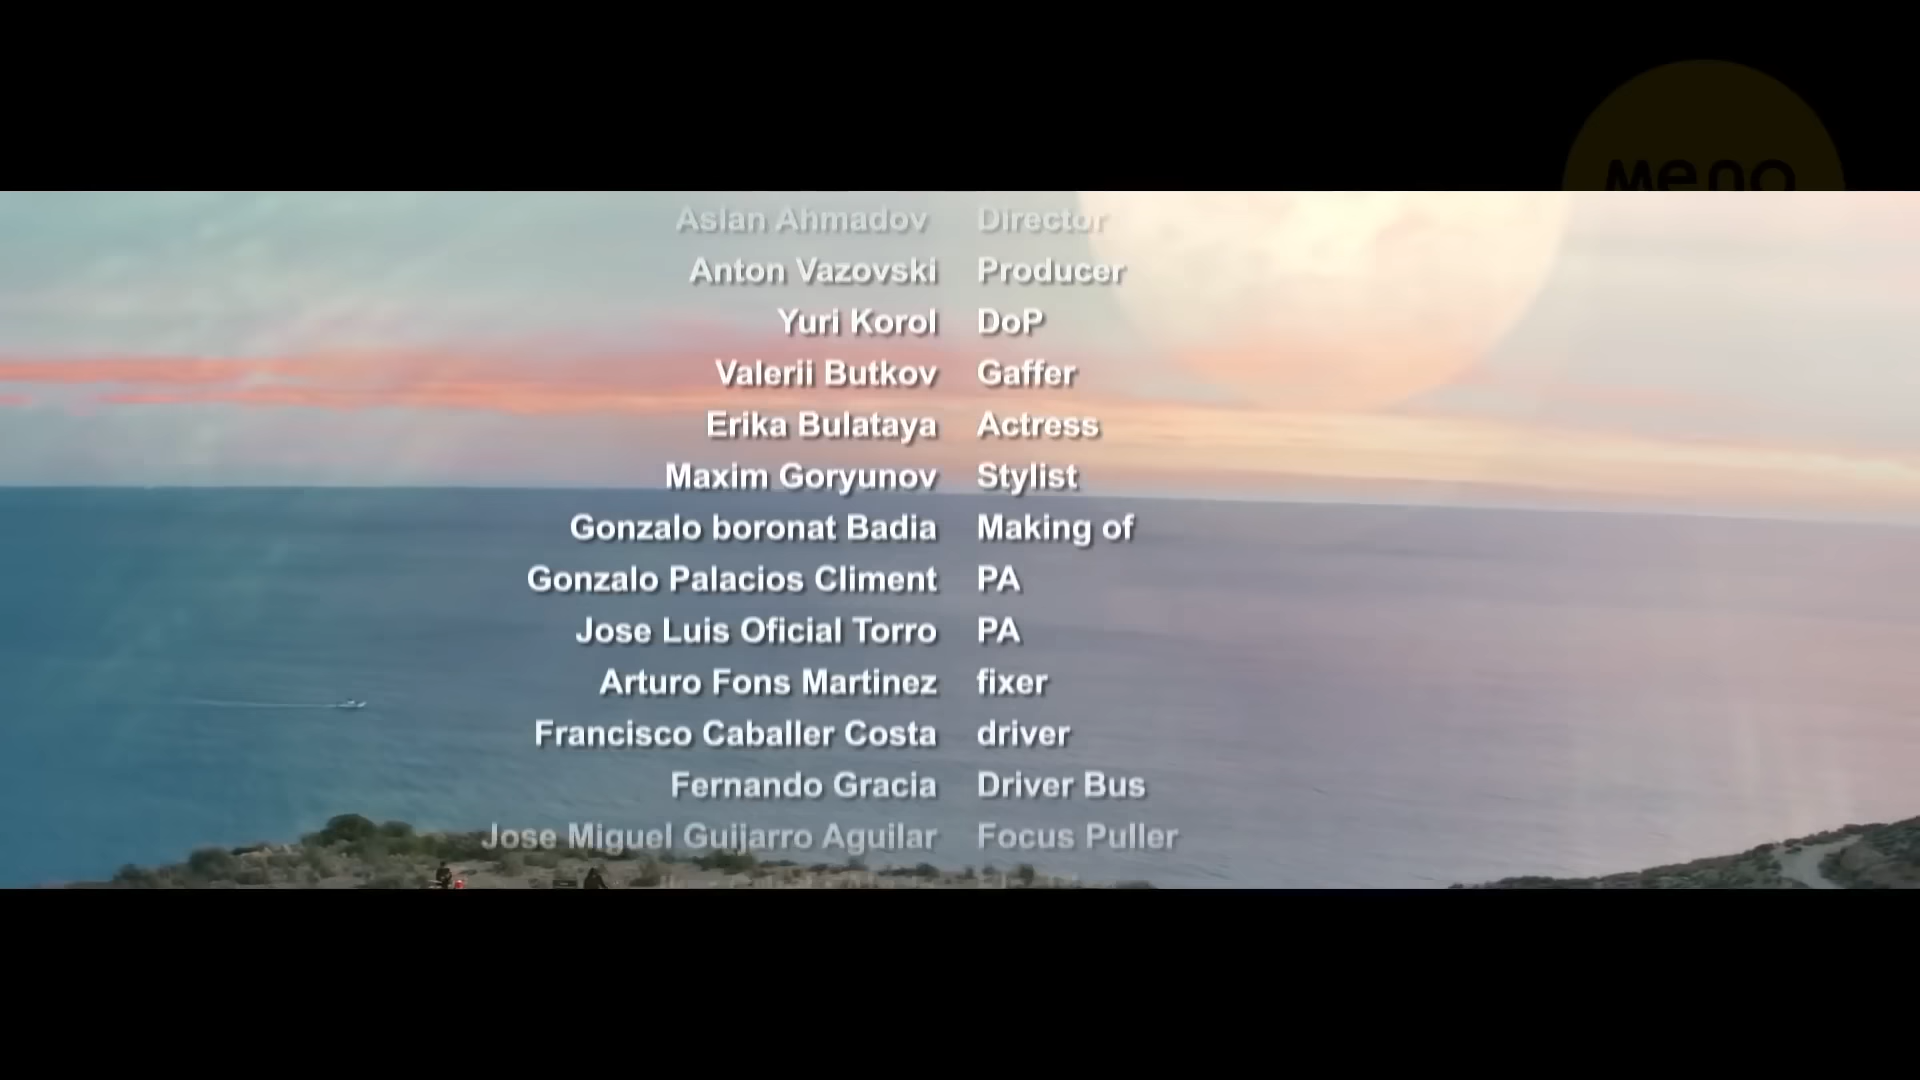 Meno
Aslan Ahmadov Director
Anton Vazovski Producer
Yuri Korol DoP
Valerii Butkov Gaffer
Erika Bulataya Actress
Maxim Goryunov Stylist
Gonzalo boronat Badia Making of
Gonzalo Palacios Climent PA
Jose Luis Oficial Torro PA
Arturo Fons Martinez fixer
Francisco Caballer Costa driver
Fernando Gracia Driver Bus
Jose Miguel Guijarro Aguilar Focus Puller